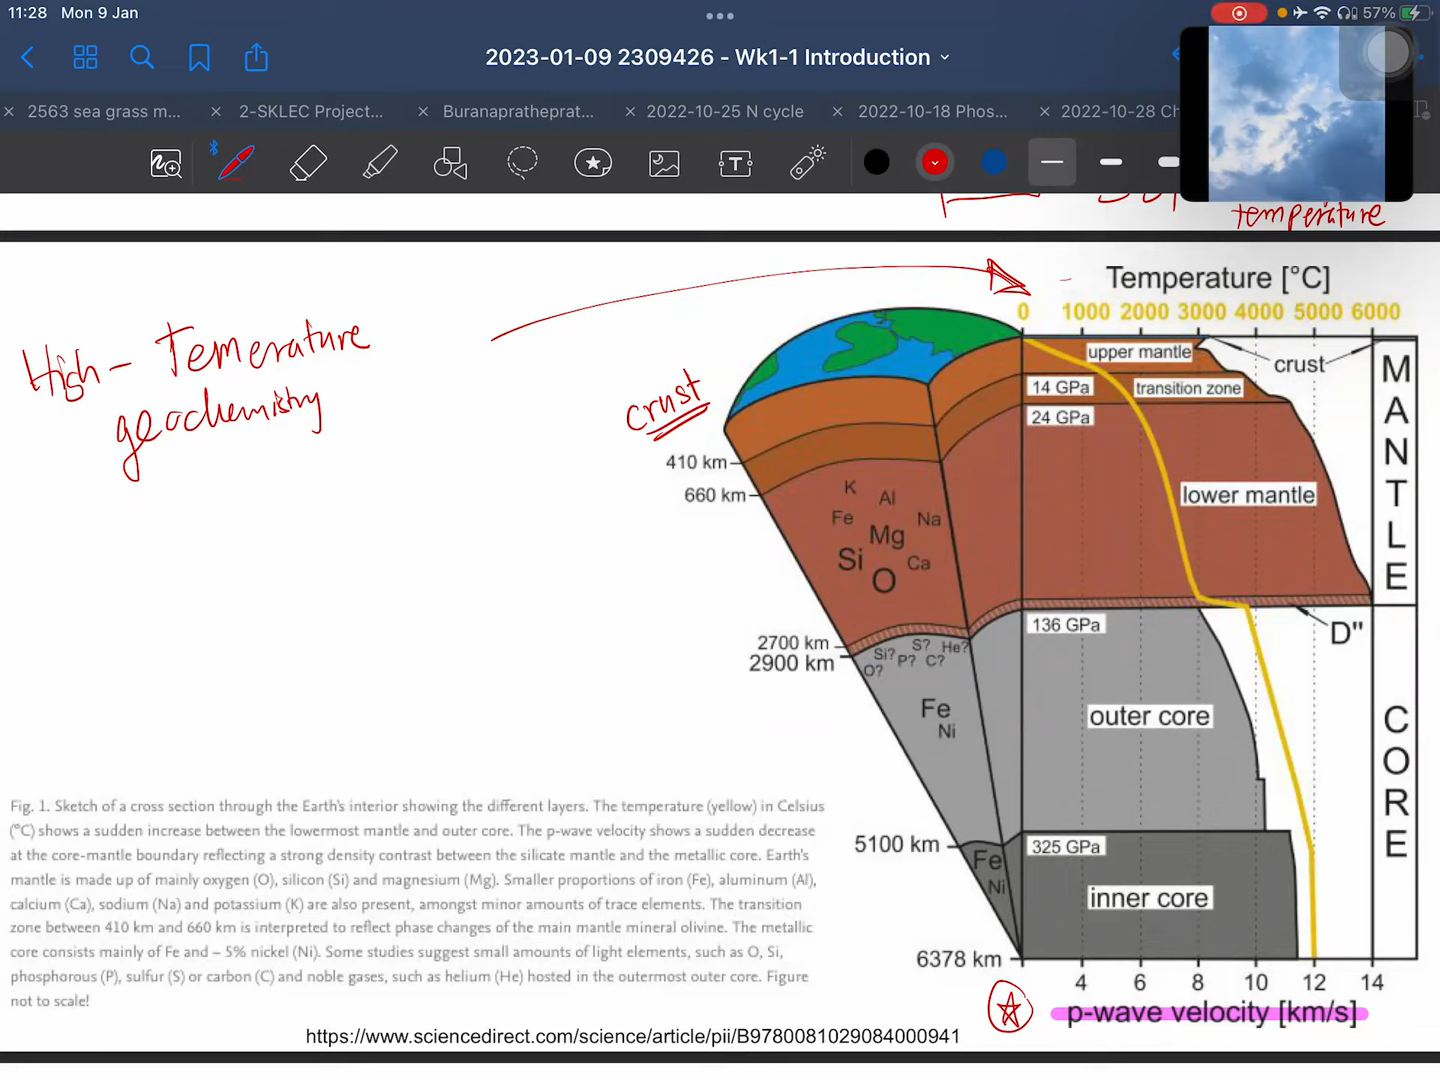 11:28 Mon 9 Jan
57%
2023-01-09 2309426 - Wk1-1 Introduction
2563 sea grass m...
2-SKLEC Project...
Buranapratheprat...
2022-10-25 N cycle
2022-10-18 Phos...
2022-10-28 Ch
temperature
High - Temerature
geochemistry
crust
Temperature [°C]
0 1000 2000 3000 4000 5000 6000
upper mantle
crust
14 GPa
transition zone
24 GPa
lower mantle
MANTLE
410 km
660 km
K
Al
Fe
Na
Mg
Si
Ca
O
2700 km
2900 km
S? He?
Si? P? C?
O?
136 GPa
D"
Fe
Ni
outer core
CORE
5100 km
325 GPa
Fe
Ni
inner core
6378 km
4 6 8 10 12 14
p-wave velocity [km/s]
Fig. 1. Sketch of a cross section through the Earth's interior showing the different layers. The temperature (yellow) in Celsius
(°C) shows a sudden increase between the lowermost mantle and outer core. The p-wave velocity shows a sudden decrease
at the core-mantle boundary reflecting a strong density contrast between the silicate mantle and the metallic core. Earth's
mantle is made up of mainly oxygen (O), silicon (Si) and magnesium (Mg). Smaller proportions of iron (Fe), aluminum (Al),
calcium (Ca), sodium (Na) and potassium (K) are also present, amongst minor amounts of trace elements. The transition
zone between 410 km and 660 km is interpreted to reflect phase changes of the main mantle mineral olivine. The metallic
core consists mainly of Fee and – 5% nickel (Ni). Some studies suggest small amounts of light elements, such as O, Si,
phosphorous (P), sulfur (S) or carbon (C) and noble gases, such as helium (He) hosted in the outermost outer core. Figure
not to scale!
https://www.sciencedirect.com/science/article/pii/B9780081029084000941